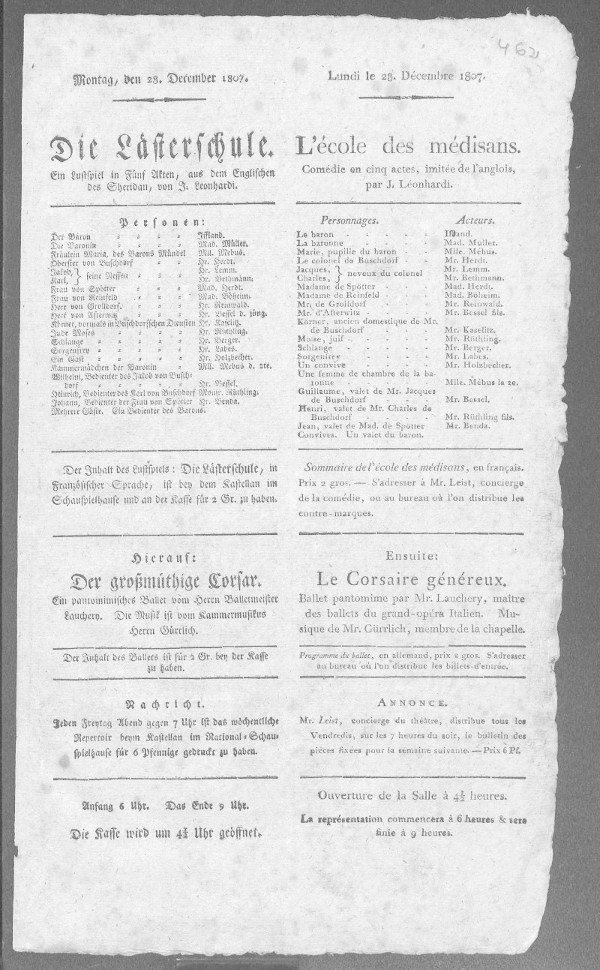 462
Montag, den 28. December 1807.
Die Lästerschule.
Ein Lustspiel in Fünf Akten, aus dem Englischen
des Sheridan, von J. Leonhardi.
Personen:
Der Baron Iffland.
Die Baronin Mad. Müller.
Fräulein Maria, des Barons Mündel Mll. Mebus.
Oberster von Buschdorf Hr. Herdt.
Jakob, Hr. Lemm.
seine Neffen
Karl, Hr. Bethmann.
Frau von Spötter Mad. Herdt.
Frau von Reinfeld Mad. Böheim.
Herr von Grolldorf Hr. Reinwald.
Herr von Afterwitz Hr. Bessel d. jüng.
Körner, vormals in Buschdorfschen Diensten Hr. Kaselitz.
Jude Moses Hr. Rüthling.
Schlange Hr. Berger.
Sorgenfrey Hr. Labes.
Ein Gast Hr. Holzbecher.
Kammermädchen der Baronin Mll. Mebus d. 2te.
Wilhelm, Bedienter des Jakob von Busch-
dorf Hr. Bessel.
Heinrich, Bedienter des Karl von Buschdorf Monsr. Rüthling.
Johann, Bedienter der Frau von Spötter Hr. Benda.
Mehrere Gäste. Ein Bedienter des Barons.
Der Inhalt des Lustspiels: Die Lästerschule, in
Französischer Sprache, ist bey dem Kastellan im
Schauspielhause und an der Kasse für 2 Gr. zu haben.
Hierauf:
Der großmüthige Corsar.
Ein pantomimisches Ballet vom Herrn Balletmeister
Lauchery. Die Musik ist vom Kammermusikus
Herrn Gürrlich.
Der Inhalt des Ballets ist für 2 Gr. bey der Kasse
zu haben.
Nachricht.
Jeden Freytag Abend gegen 7 Uhr ist das wöchentliche
Repertoir beym Kastellan im National-Schau-
spielhause für 6 Pfennige gedruckt zu haben.
Anfang 6 Uhr. Das Ende 9 Uhr.
Die Kasse wird um 4½ Uhr geöffnet.
Lundi le 28. Décembre 1807.
L'école des médisans.
Comédie en cinq actes, imitée de l'anglois,
par J. Léonhardi.
Personnages. Acteurs.
Le baron Iffland.
La baronne Mad. Muller.
Marie, pupille du baron Mlle. Mébus.
Le colonel de Buschdorf Mr. Herdt.
Jacques, Mr. Lemm.
neveux du colonel
Charles, Mr. Bethmann.
Madame de Spötter Mad. Herdt.
Madame de Reinfeld Mad. Böheim.
Mr. de Grolldorf Mr. Reinwald.
Mr. d'Afterwitz Mr. Bessel fils.
Körner, ancien domestique de Mr.
de Buschdorf Mr. Kaselitz.
Moïse, juif Mr. Rüthling.
Schlange Mr. Berger.
Sorgenfrey Mr. Labes.
Un convive Mr. Holzbecher.
Une femme de chambre de la ba-
ronne Mlle. Mébus la 2e.
Guillaume, valet de Mr. Jacques
de Buschdorf Mr. Bessel.
Henri, valet de Mr. Charles de
Buschdorf Mr. Rüthling fils.
Jean, valet de Mad. de Spötter Mr. Benda.
Convives. Un valet du baron.
Sommaire de l'école des médisans, en français.
Prix 2 gros. — S'adresser à Mr. Leist, concierge
de la comédie, ou au bureau où l'on distribue les
contre-marques.
Ensuite:
Le Corsaire généreux.
Ballet pantomime par Mr. Lauchery, maître
des ballets du grand-opéra Italien. Mu-
sique de Mr. Gürrlich, membre de la chapelle.
Programme du ballet, en allemand, prix 2 gros. S'adresser
au bureau où l'on distribue les billets-d'entrée.
ANNONCE.
Mr. Leist, concierge du théâtre, distribue tous les
Vendredis, sur les 7 heures du soir, le bulletin des
pièces fixées pour la semaine suivante. — Prix 6 Pf.
Ouverture de la Salle à 4½ heures.
La représentation commencera à 6 heures & sera
finie à 9 heures.